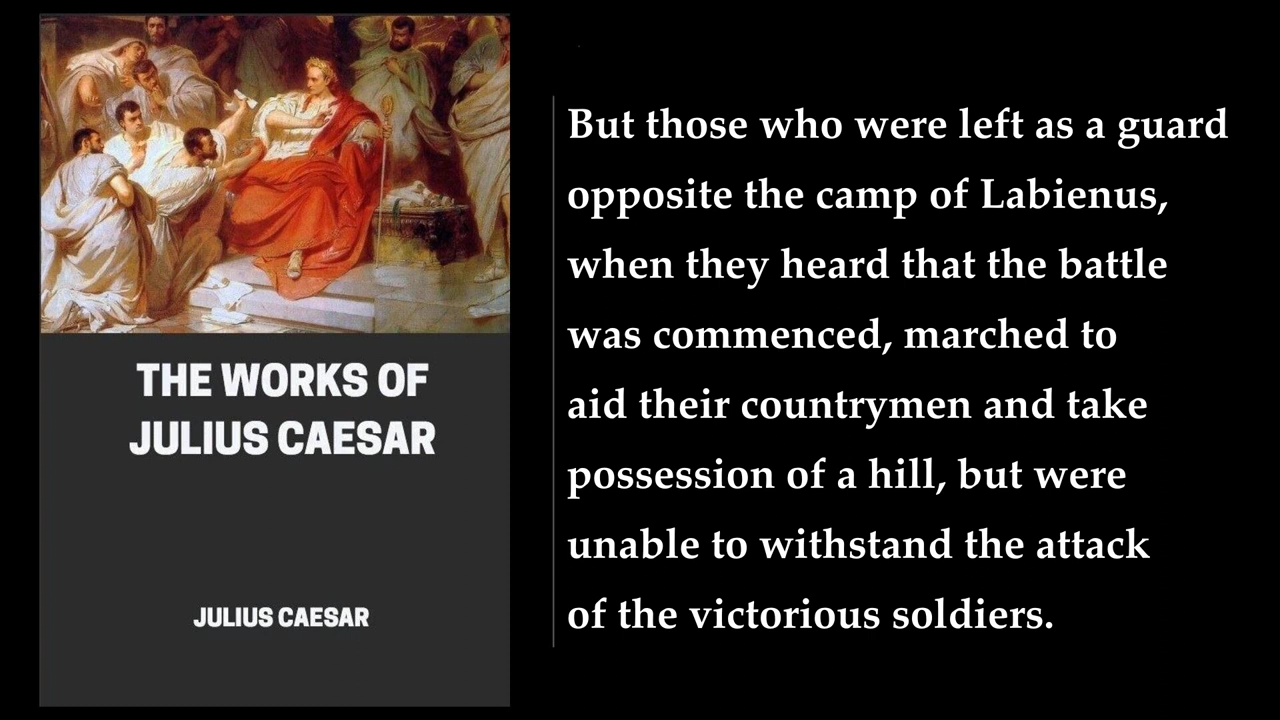 THE WORKS OF
JULIUS CAESAR
JULIUS CAESAR
But those who were left as a guard
opposite the camp of Labienus,
when they heard that the battle
was commenced, marched to
aid their countrymen and take
possession of a hill, but were
unable to withstand the attack
of the victorious soldiers.